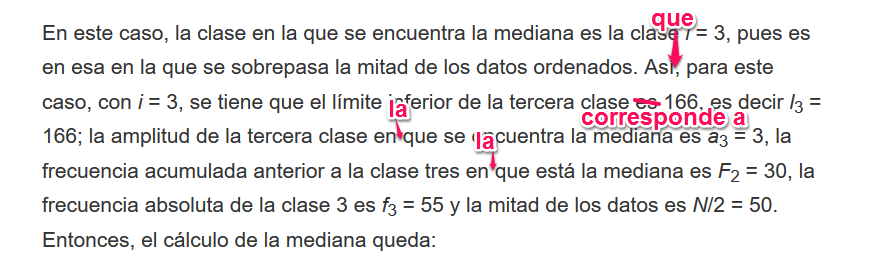 que
En este caso, la clase en la que se encuentra la mediana es la clase i = 3, pues es
en esa en la que se sobrepasa la mitad de los datos ordenados. Así, para este
caso, con i = 3, se tiene que el límite inferior de la tercera clase es 166, es decir l3 =
la
corresponde a
166; la amplitud de la tercera clase en que se encuentra la mediana es a3 = 3, la
la
frecuencia acumulada anterior a la clase tres en que está la mediana es F2 = 30, la
frecuencia absoluta de la clase 3 es f3 = 55 y la mitad de los datos es N/2 = 50.
Entonces, el cálculo de la mediana queda: